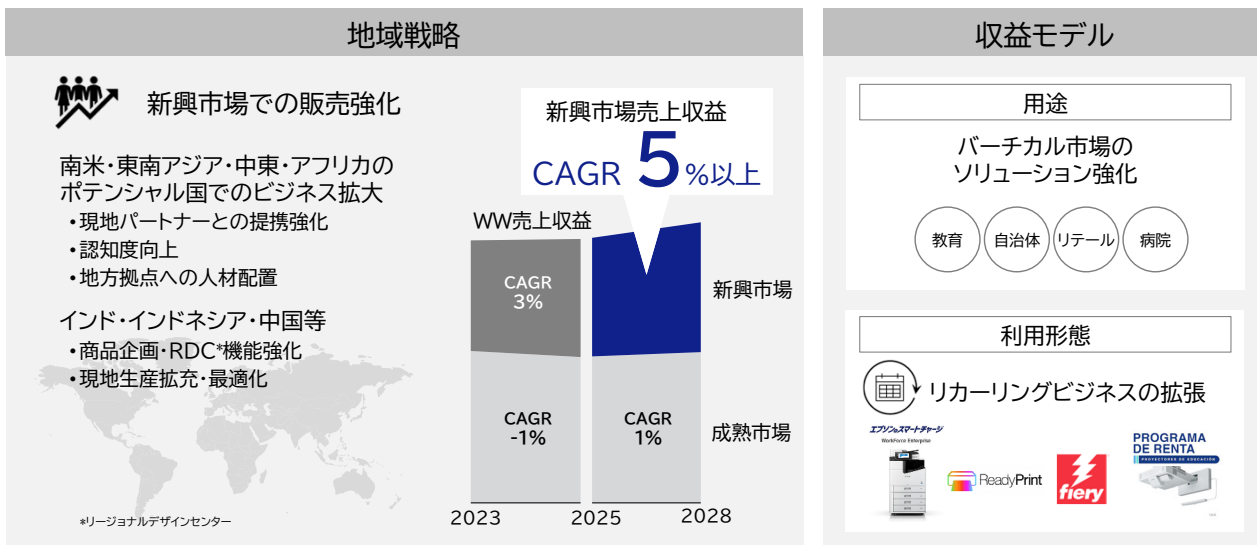 地域戦略
新興市場での販売強化
南米・東南アジア・中東・アフリカの
ポテンシャル国でのビジネス拡大
・現地パートナーとの提携強化
・認知度向上
・地方拠点への人材配置
インド・インドネシア・中国等
・商品企画・RDC*機能強化
・現地生産拡充・最適化
*リージョナルデザインセンター
新興市場売上収益
CAGR 5%以上
WW売上収益
CAGR
3%
新興市場
CAGR
-1%
CAGR
1%
成熟市場
2023
2025
2028
収益モデル
用途
バーチカル市場の
ソリューション強化
教育
自治体
リテール
病院
利用形態
リカーリングビジネスの拡張
エプソンのスマートチャージ
WorkForce Enterprise
ReadyPrint
fiery
PROGRAMA
DE RENTA
PROYECTORES DE EDUCACIÓN